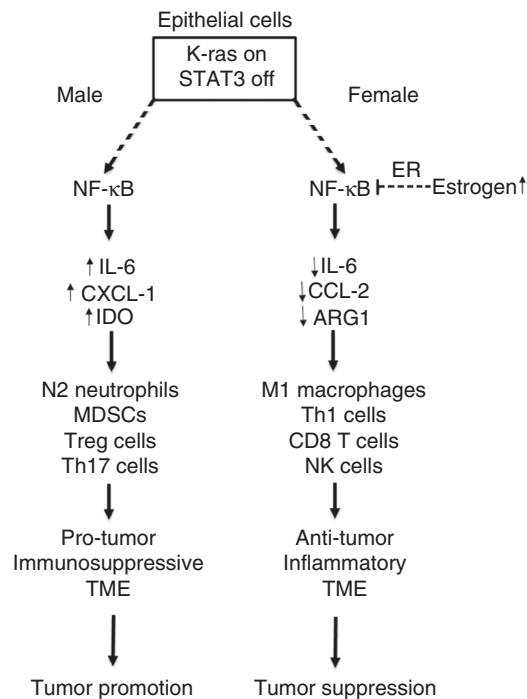 Epithelial cells
K-ras on
STAT3 off
Male
Female
NF-κB
NF-κB
ER
Estrogen↑
↑IL-6
↑CXCL-1
↑IDO
↓IL-6
↓CCL-2
↓ARG1
N2 neutrophils
MDSCs
Treg cells
Th17 cells
M1 macrophages
Th1 cells
CD8 T cells
NK cells
Pro-tumor
Immunosuppressive
TME
Anti-tumor
Inflammatory
TME
Tumor promotion
Tumor suppression